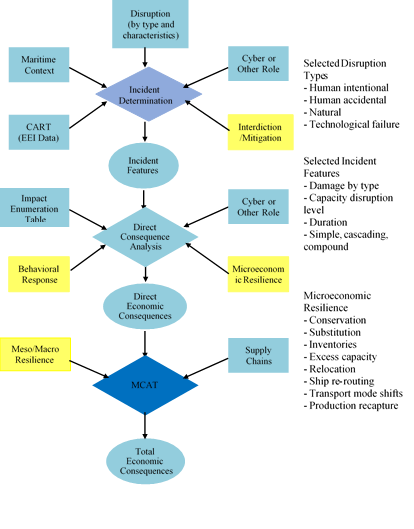 Disruption
(by type and
characteristics)
Maritime
Context
Cyber or
Other Role
Incident
Determination
CART
(EEI Data)
Interdiction
/Mitigation
Incident
Features
Impact
Enumeration
Table
Cyber or
Other Role
Direct
Consequence
Analysis
Behavioral
Response
Microeconom
ic Resilience
Direct
Economic
Consequences
Meso/Macro
Resilience
Supply
Chains
MCAT
Total
Economic
Consequences
Selected Disruption
Types
- Human intentional
- Human accidental
- Natural
- Technological failure
Selected Incident
Features
- Damage by type
- Capacity disruption
level
- Duration
- Simple, cascading,
compound
Microeconomic
Resilience
- Conservation
- Substitution
- Inventories
- Excess capacity
- Relocation
- Ship re-routing
- Transport mode shifts
- Production recapture